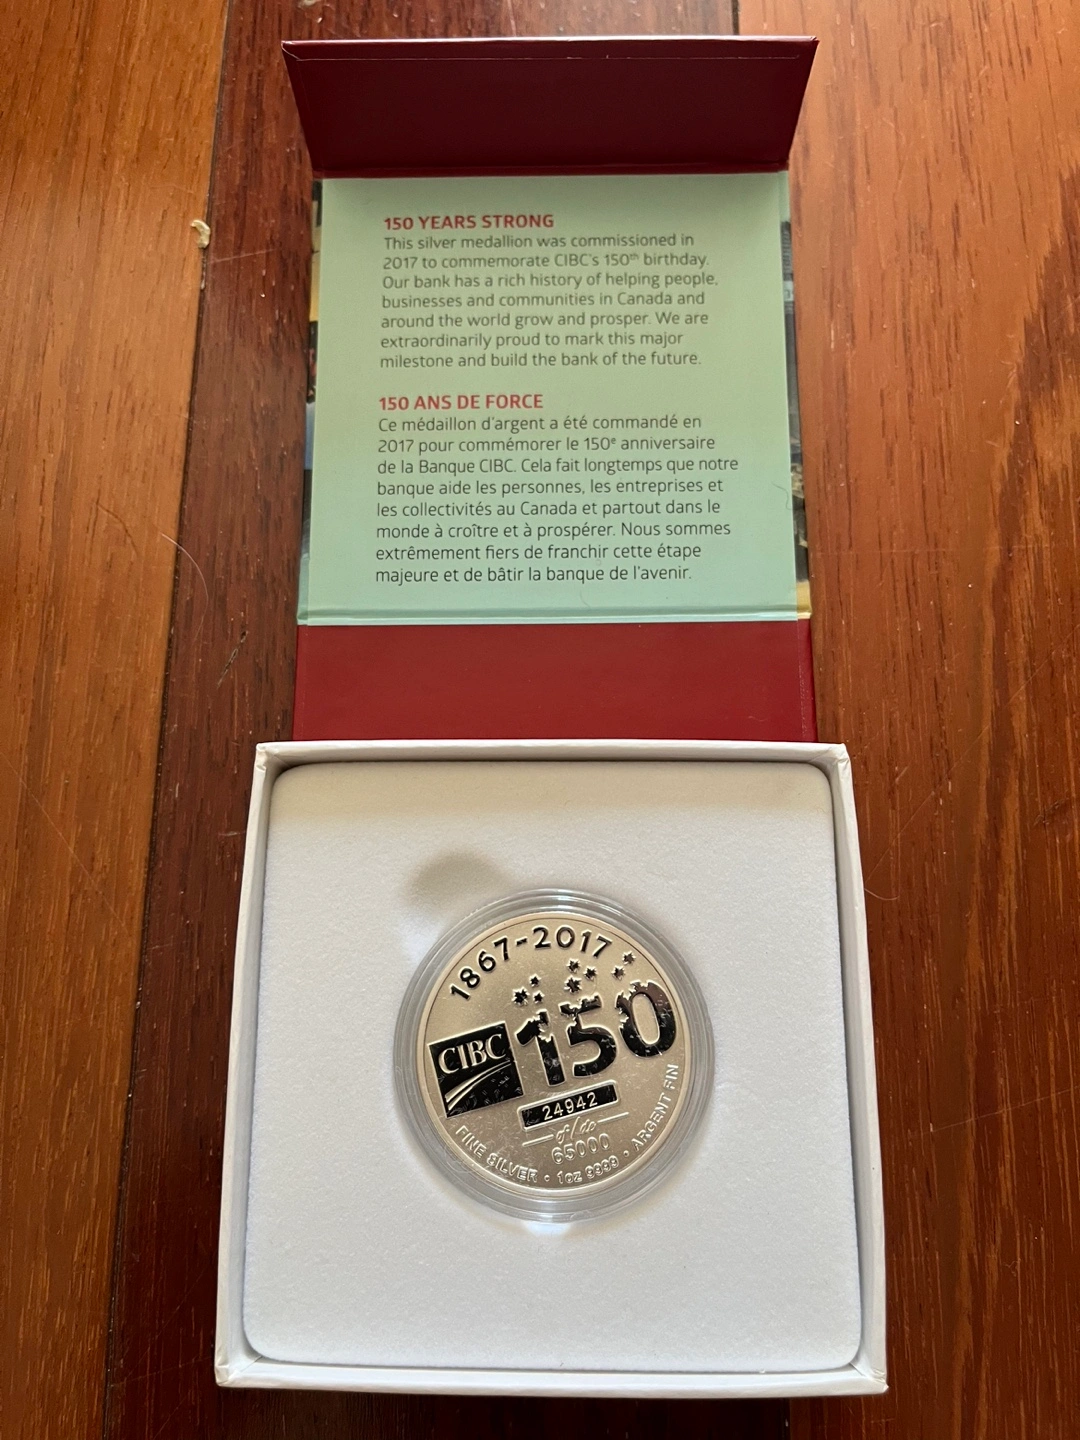 150 YEARS STRONG
This silver medallion was commissioned in
2017 to commemorate CIBC's 150th birthday.
Our bank has a rich history of helping people,
businesses and communities in Canada and
around the world grow and prosper. We are
extraordinarily proud to mark this major
milestone and build the bank of the future.
150 ANS DE FORCE
Ce médaillon d'argent a été commandé en
2017 pour commémorer le 150e anniversaire
de la Banque CIBC. Cela fait longtemps que notre
banque aide les personnes, les entreprises et
les collectivités au Canada et partout dans le
monde à croître et à prospérer. Nous sommes
extrêmement fiers de franchir cette étape
majeure et de bâtir la banque de l'avenir.
1867-2017
CIBC 150
24942
of/de
65000
FINE SILVER • 1oz 9999 • ARGENT FIN